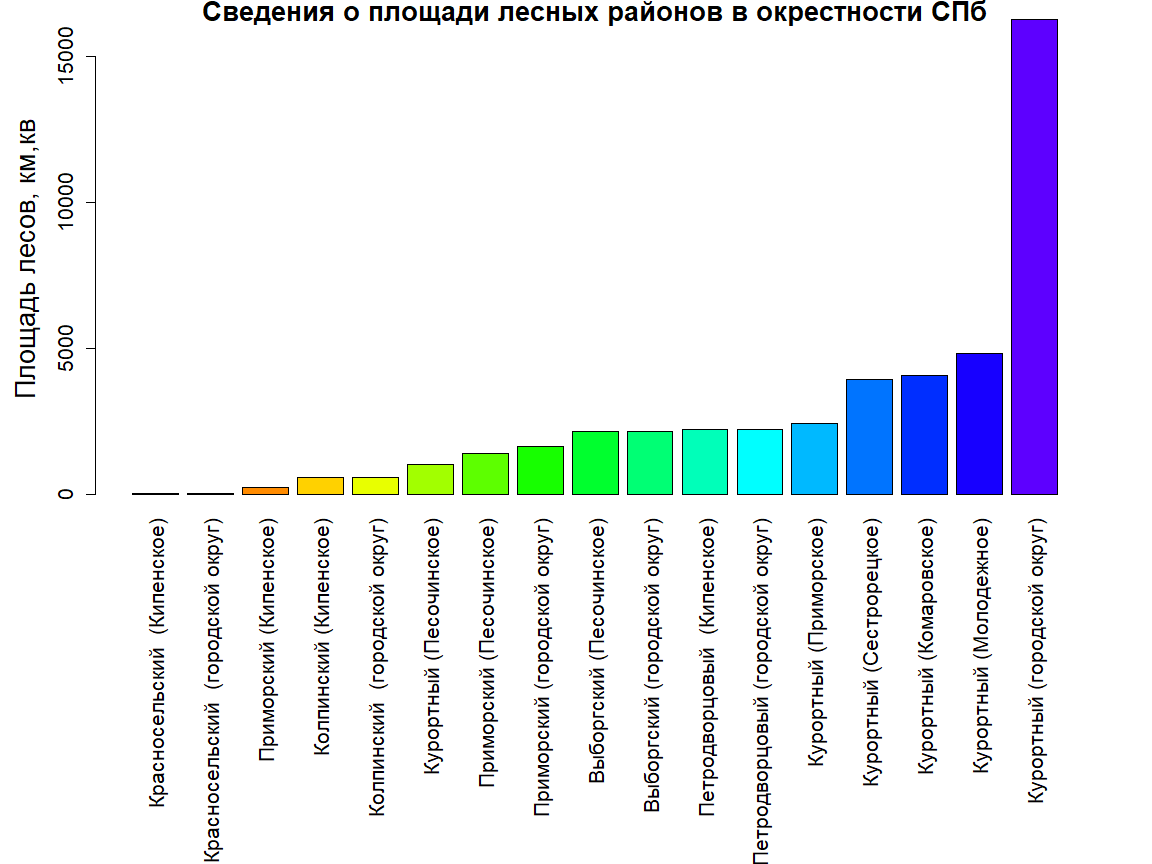 Сведения о площади лесных районов в окрестности СПб
Площадь лесов, км,кв
15000
10000
5000
0
Красносельский  (Кипенское)
Красносельский  (городской округ)
Приморский (Кипенское)
Колпинский (Кипенское)
Колпинский  (городской округ)
Курортный (Песочинское)
Приморский (Песочинское)
Приморский (городской округ)
Выборгский (Песочинское)
Выборгский (городской округ)
Петродворцовый  (Кипенское)
Петродворцовый (городской округ)
Курортный (Приморское)
Курортный (Сестрорецкое)
Курортный (Комаровское)
Курортный (Молодежное)
Курортный (городской округ)